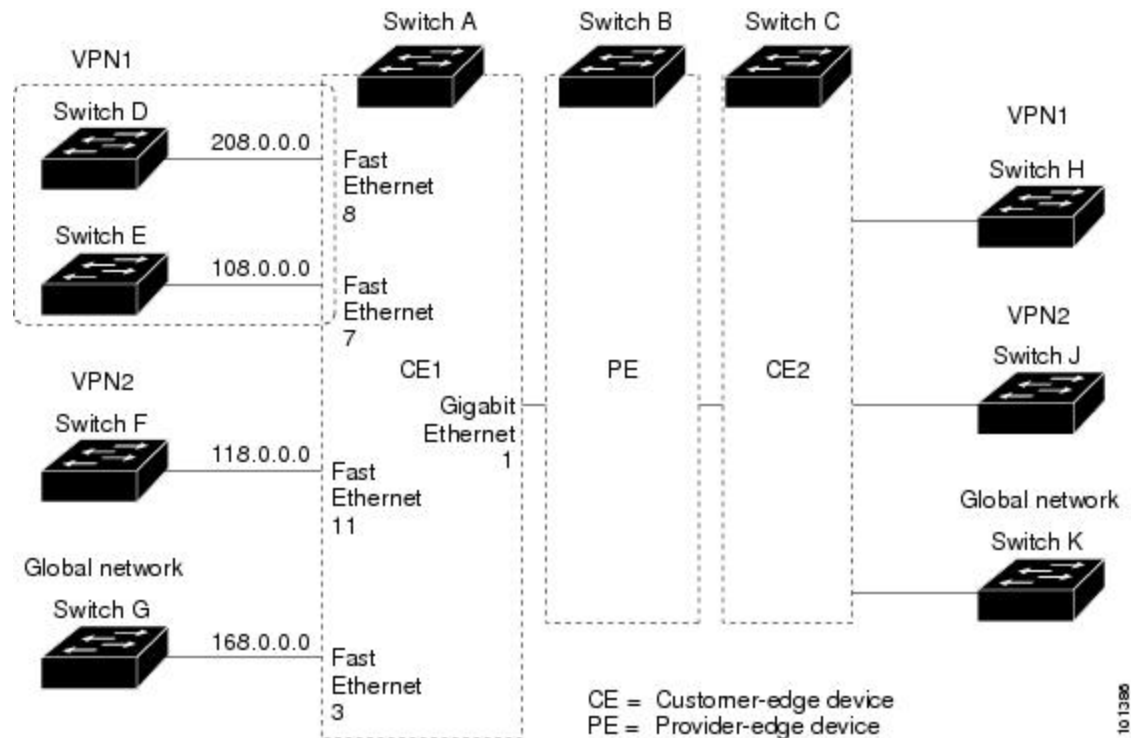 Switch A
Switch B
Switch C
VPN1
Switch D
208.0.0.0
Fast
Ethernet
8
Switch E
108.0.0.0
Fast
Ethernet
7
VPN2
Switch F
118.0.0.0
Fast
Ethernet
11
Global network
Switch G
168.0.0.0
Fast
Ethernet
3
CE1
Gigabit
Ethernet
1
PE
CE2
VPN1
Switch H
VPN2
Switch J
Global network
Switch K
CE = Customer-edge device
PE = Provider-edge device
101386